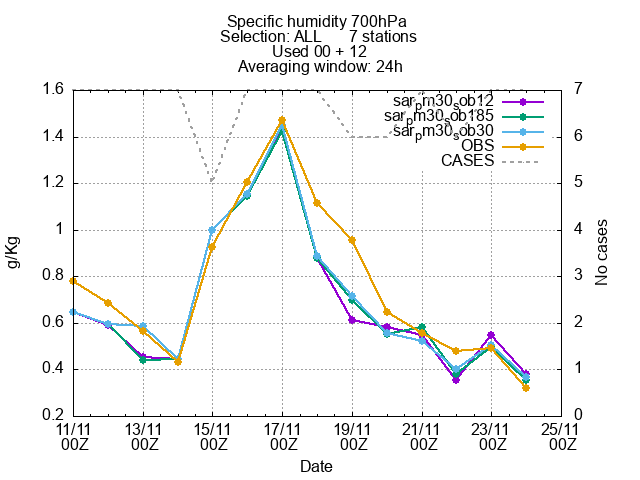 Specific humidity 700hPa
Selection: ALL 7 stations
Used 00 + 12
Averaging window: 24h
sar_pm30_sob12
sar_pm30_sob185
sar_pm30_sob30
OBS
CASES
1.6
1.4
1.2
1
0.8
0.6
0.4
0.2
g/Kg
7
6
5
4
3
2
1
0
No cases
11/11 13/11 15/11 17/11 19/11 21/11 23/11 25/11
00Z 00Z 00Z 00Z 00Z 00Z 00Z 00Z
Date